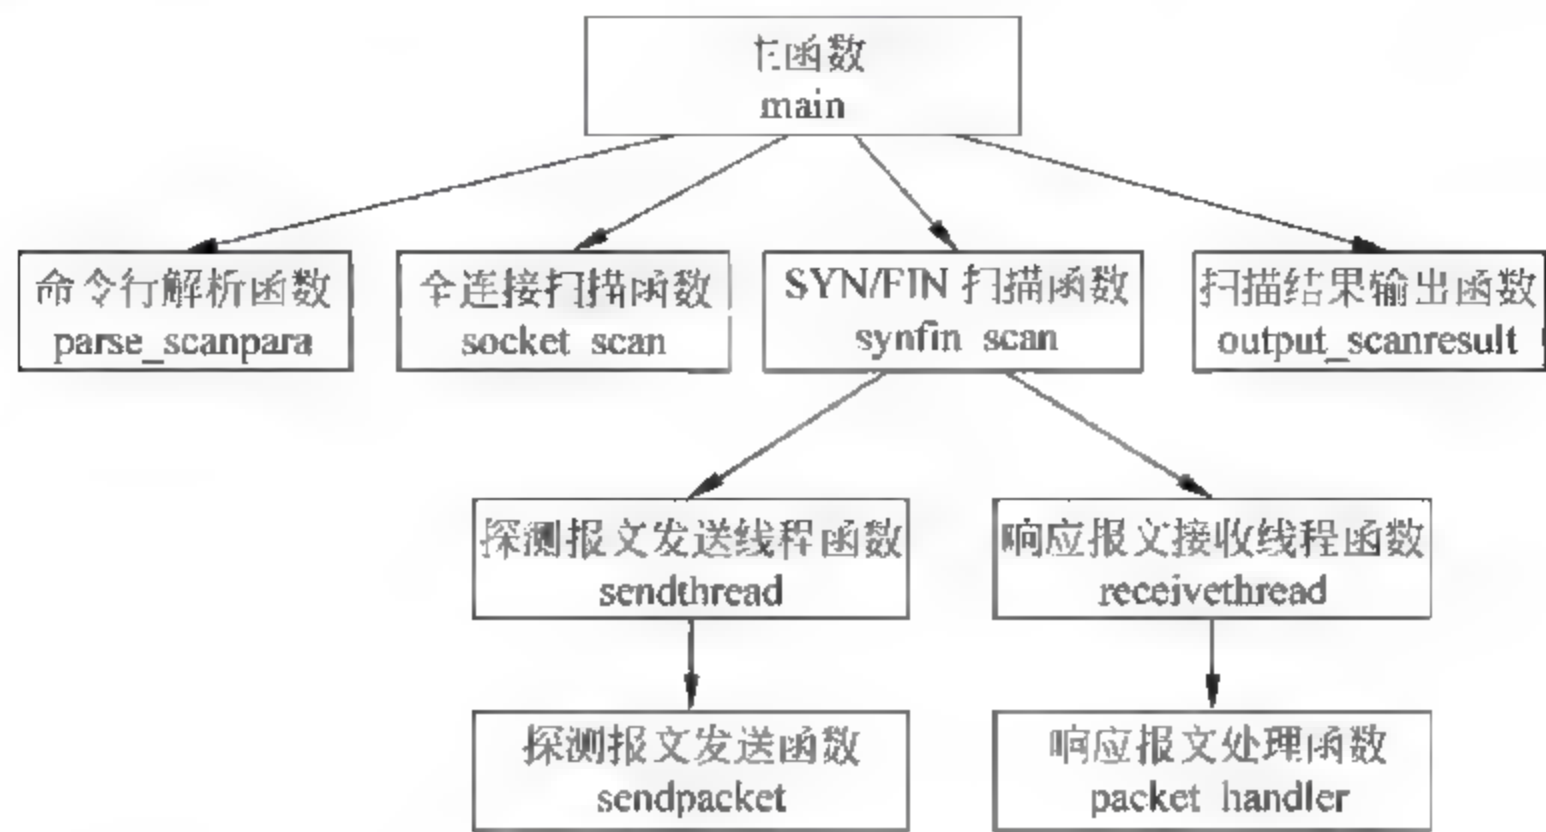 主函数
main
命令行解析函数
parse_scanpara
全连接扫描函数
socket_scan
SYN/FIN 扫描函数
synfin_scan
扫描结果输出函数
output_scanresult
探测报文发送线程函数
sendthread
响应报文接收线程函数
receivethread
探测报文发送函数
sendpacket
响应报文处理函数
packet_handler